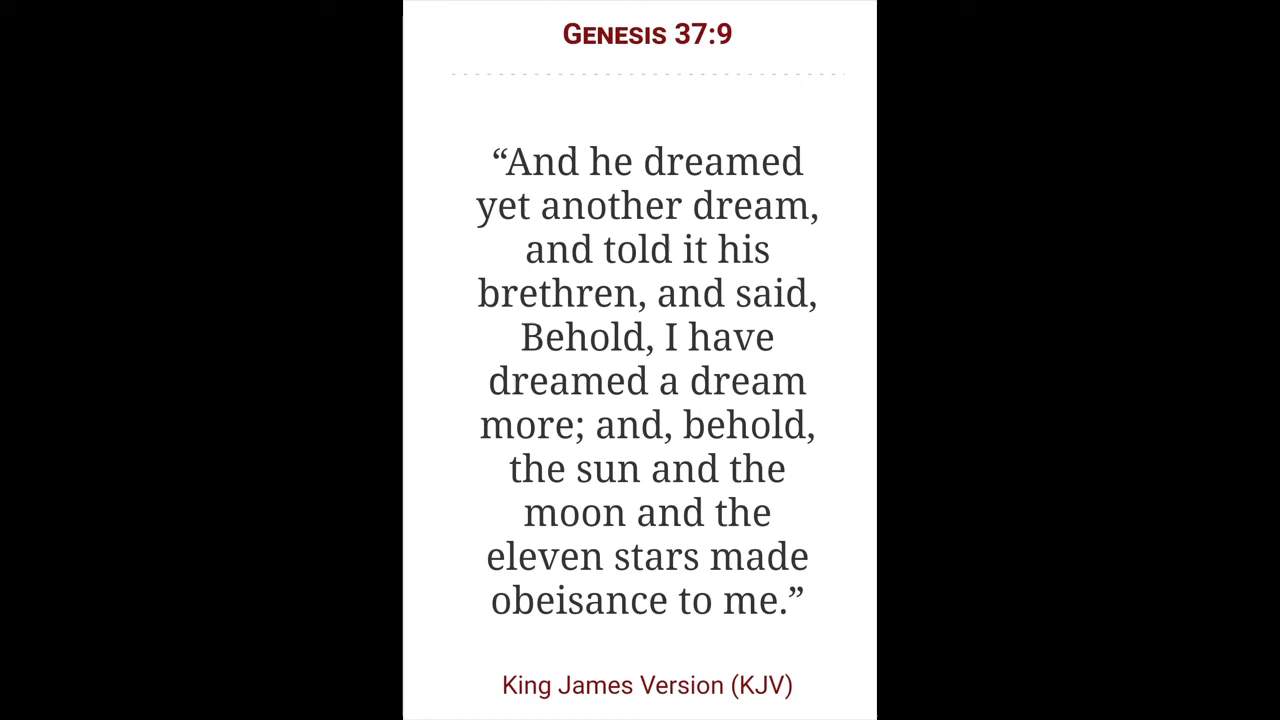 GENESIS 37:9
“And he dreamed
yet another dream,
and told it his
brethren, and said,
Behold, I have
dreamed a dream
more; and, behold,
the sun and the
moon and the
eleven stars made
obeisance to me.”
King James Version (KJV)